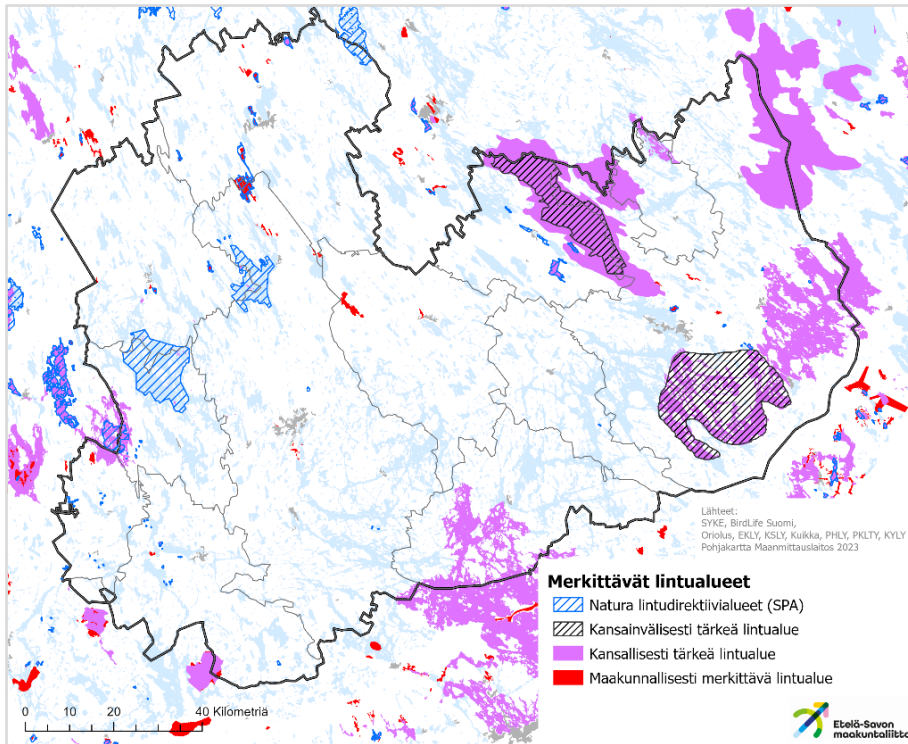 Lähteet:
SYKE, BirdLife Suomi,
Oriolus, EKLY, KSLY, Kuikka, PHLY, PKLTY, KYLY
Pohjakartta Maanmittauslaitos 2023
Merkittävät lintualueet
Natura lintudirektiivialueet (SPA)
Kansainvälisesti tärkeä lintualue
Kansallisesti tärkeä lintualue
Maakunnallisesti merkittävä lintualue
0 10 20 40 Kilometriä
Etelä-Savon
maakuntaliitto